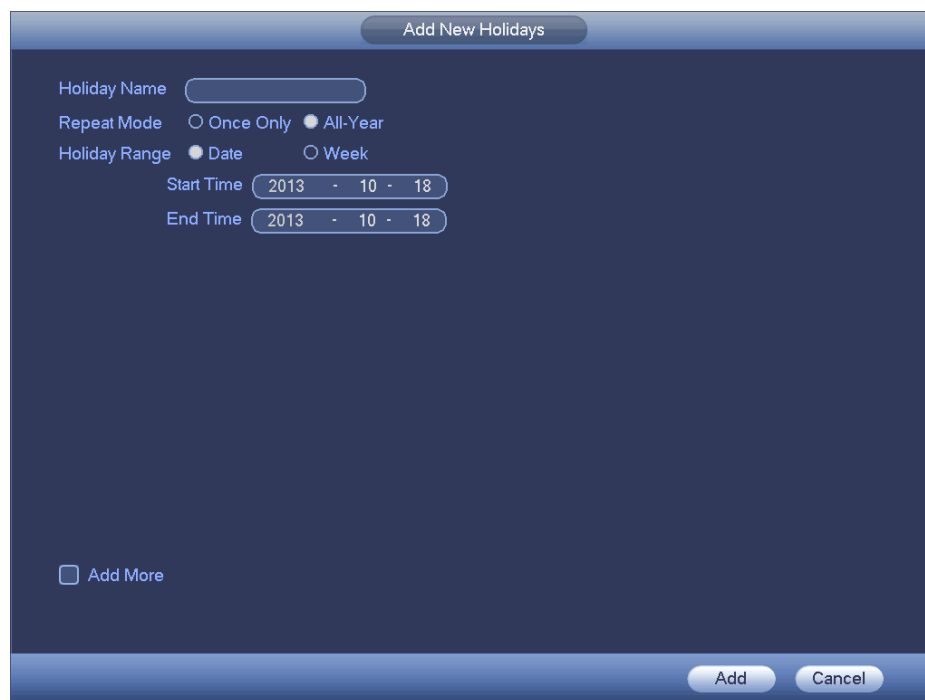 Add New Holidays
Holiday Name
Repeat Mode Once Only All-Year
Holiday Range Date Week
Start Time 2013 - 10 - 18
End Time 2013 - 10 - 18
Add More
Add Cancel